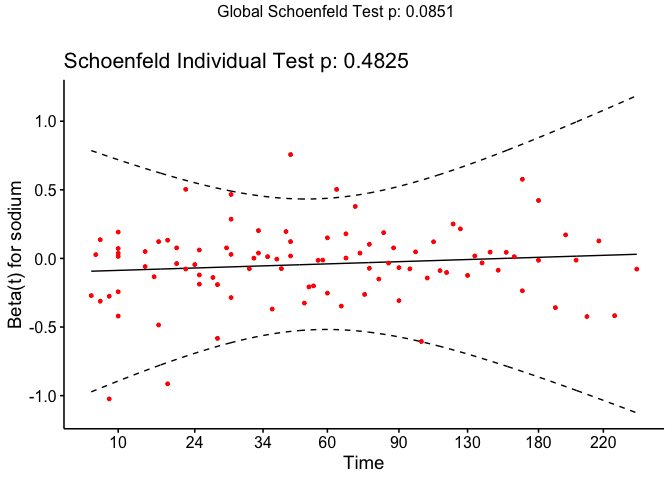 Global Schoenfeld Test p: 0.0851
Schoenfeld Individual Test p: 0.4825
1.0
0.5
0.0
-0.5
-1.0
Beta(t) for sodium
10 24 34 60 90 130 180 220
Time